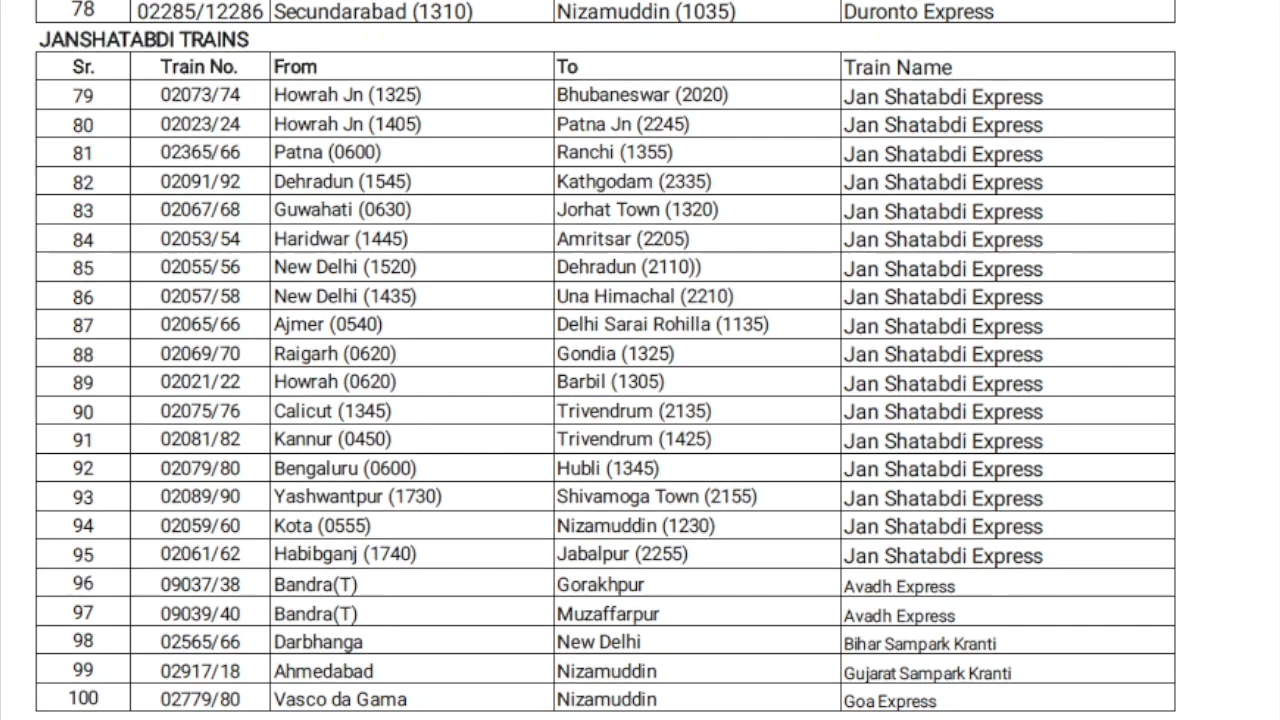 78 02285/12286 Secundarabad (1310) Nizamuddin (1035) Duronto Express
JANSHATABDI TRAINS
Sr. Train No. From To Train Name
79 02073/74 Howrah Jn (1325) Bhubaneswar (2020) Jan Shatabdi Express
80 02023/24 Howrah Jn (1405) Patna Jn (2245) Jan Shatabdi Express
81 02365/66 Patna (0600) Ranchi (1355) Jan Shatabdi Express
82 02091/92 Dehradun (1545) Kathgodam (2335) Jan Shatabdi Express
83 02067/68 Guwahati (0630) Jorhat Town (1320) Jan Shatabdi Express
84 02053/54 Haridwar (1445) Amritsar (2205) Jan Shatabdi Express
85 02055/56 New Delhi (1520) Dehradun (2110)) Jan Shatabdi Express
86 02057/58 New Delhi (1435) Una Himachal (2210) Jan Shatabdi Express
87 02065/66 Ajmer (0540) Delhi Sarai Rohilla (1135) Jan Shatabdi Express
88 02069/70 Raigarh (0620) Gondia (1325) Jan Shatabdi Express
89 02021/22 Howrah (0620) Barbil (1305) Jan Shatabdi Express
90 02075/76 Calicut (1345) Trivendrum (2135) Jan Shatabdi Express
91 02081/82 Kannur (0450) Trivendrum (1425) Jan Shatabdi Express
92 02079/80 Bengaluru (0600) Hubli (1345) Jan Shatabdi Express
93 02089/90 Yashwantpur (1730) Shivamoga Town (2155) Jan Shatabdi Express
94 02059/60 Kota (0555) Nizamuddin (1230) Jan Shatabdi Express
95 02061/62 Habibganj (1740) Jabalpur (2255) Jan Shatabdi Express
96 09037/38 Bandra(T) Gorakhpur Avadh Express
97 09039/40 Bandra(T) Muzaffarpur Avadh Express
98 02565/66 Darbhanga New Delhi Bihar Sampark Kranti
99 02917/18 Ahmedabad Nizamuddin Gujarat Sampark Kranti
100 02779/80 Vasco da Gama Nizamuddin Goa Express